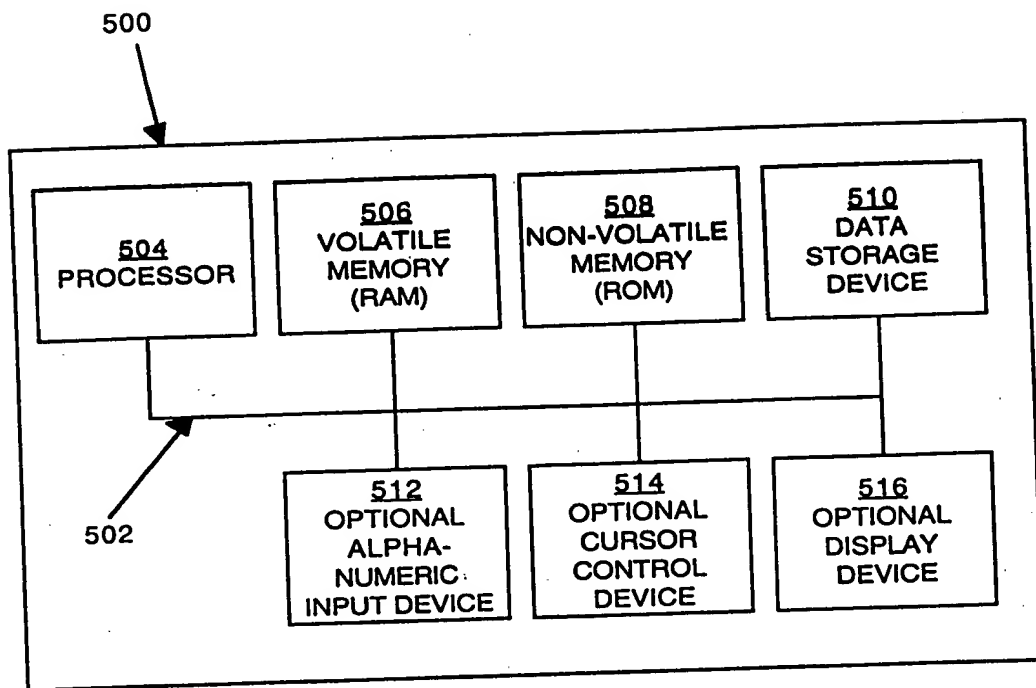 500
504
PROCESSOR
506
VOLATILE
MEMORY
(RAM)
508
NON-VOLATILE
MEMORY
(ROM)
510
DATA
STORAGE
DEVICE
502
512
OPTIONAL
ALPHA-
NUMERIC
INPUT DEVICE
514
OPTIONAL
CURSOR
CONTROL
DEVICE
516
OPTIONAL
DISPLAY
DEVICE